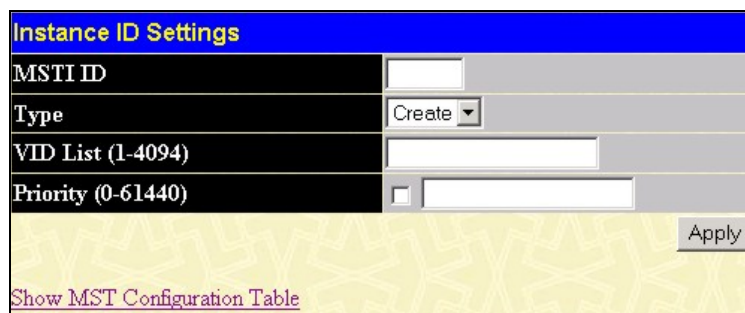 Instance ID Settings
MSTI ID
Type Create
VID List (1-4094)
Priority (0-61440)
Apply
Show MST Configuration Table